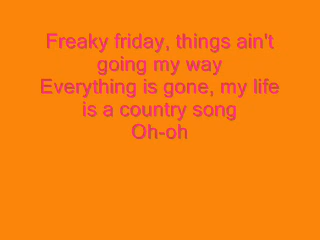 Freaky friday, things ain't
going my way
Everything is gone, my life
is a country song
Oh-oh